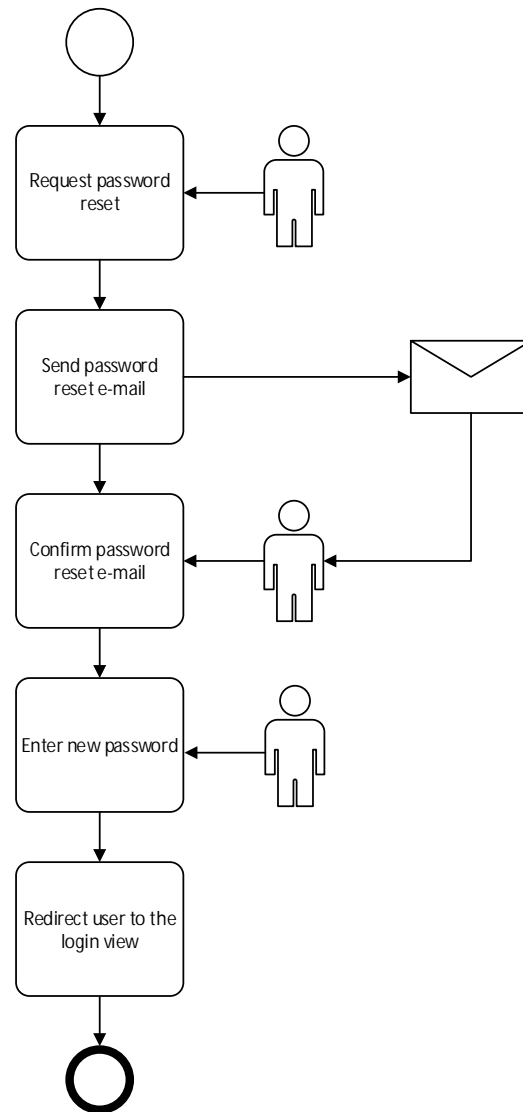 Request password
reset
Send password
reset e-mail
Confirm password
reset e-mail
Enter new password
Redirect user to the
login view